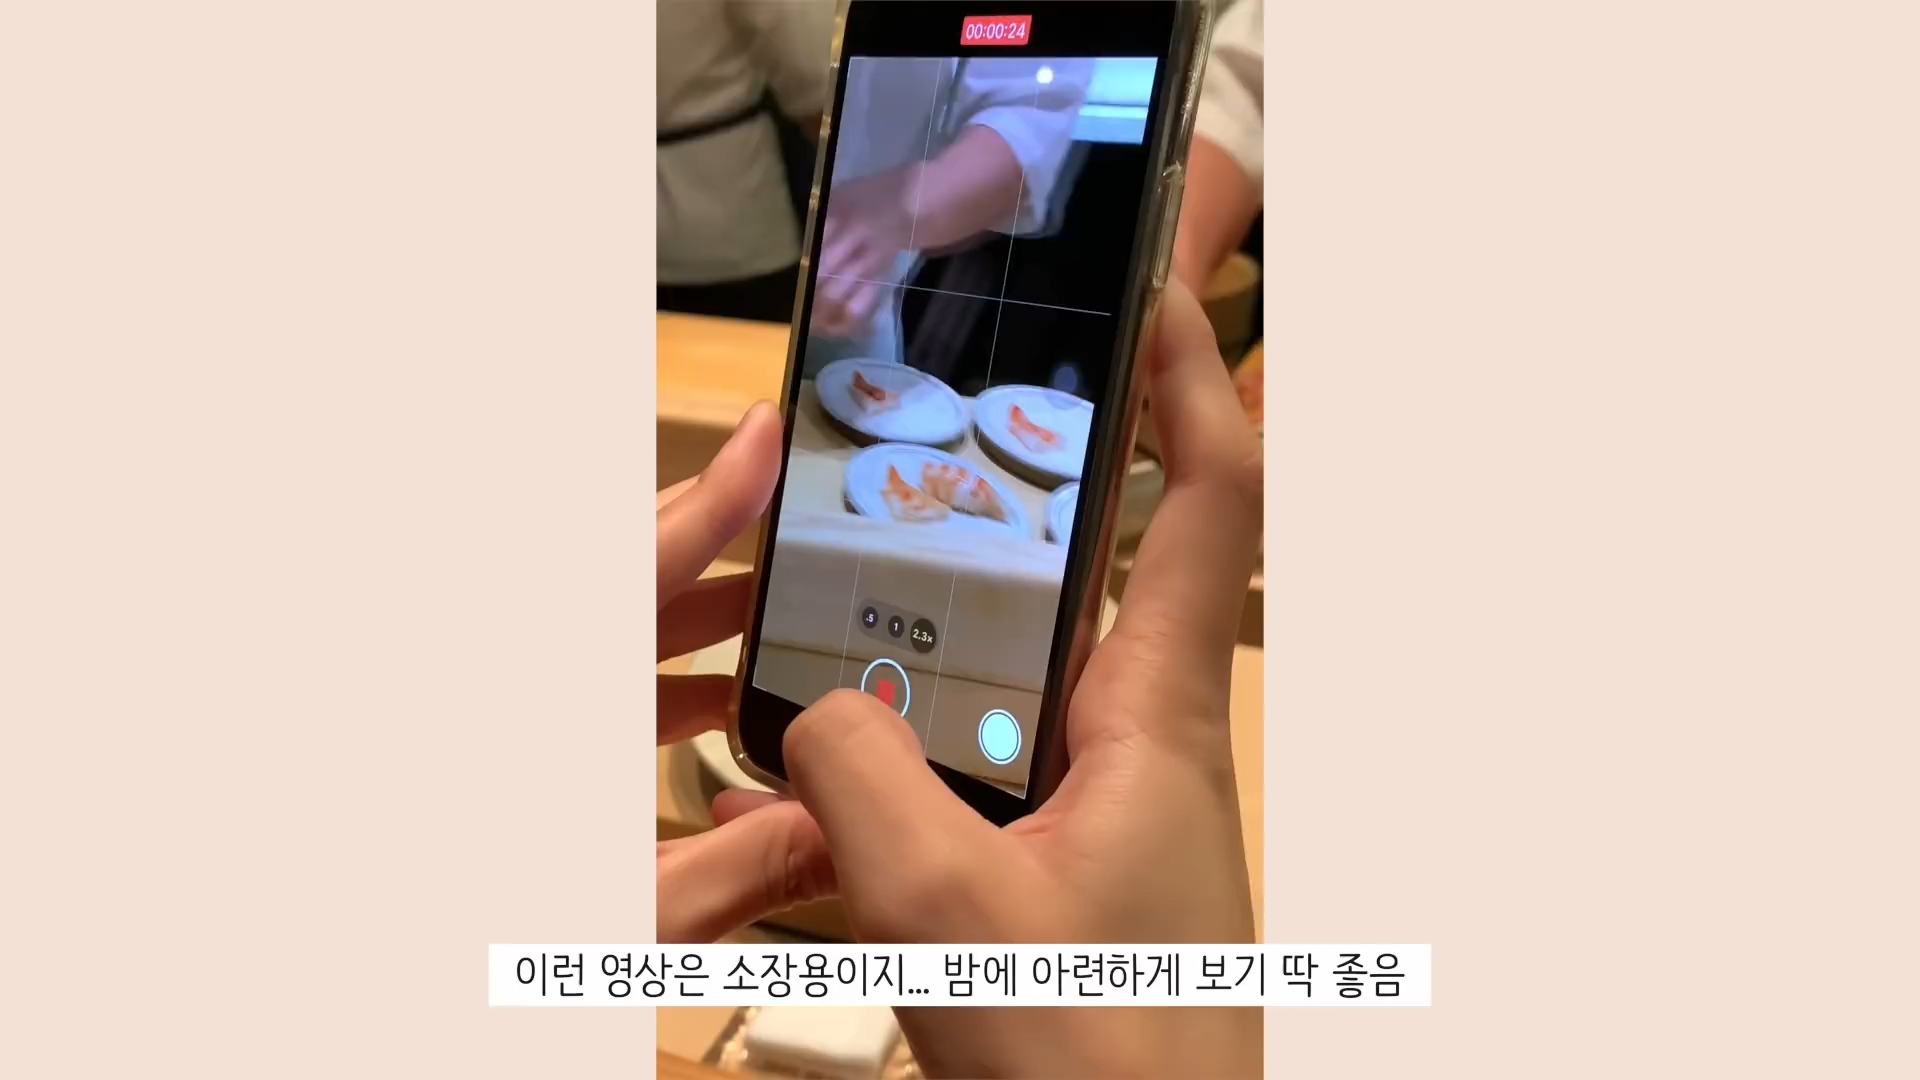 00:00:24
.5 1 2.3x
이런 영상은 소장용이지... 밤에 아련하게 보기 딱 좋음